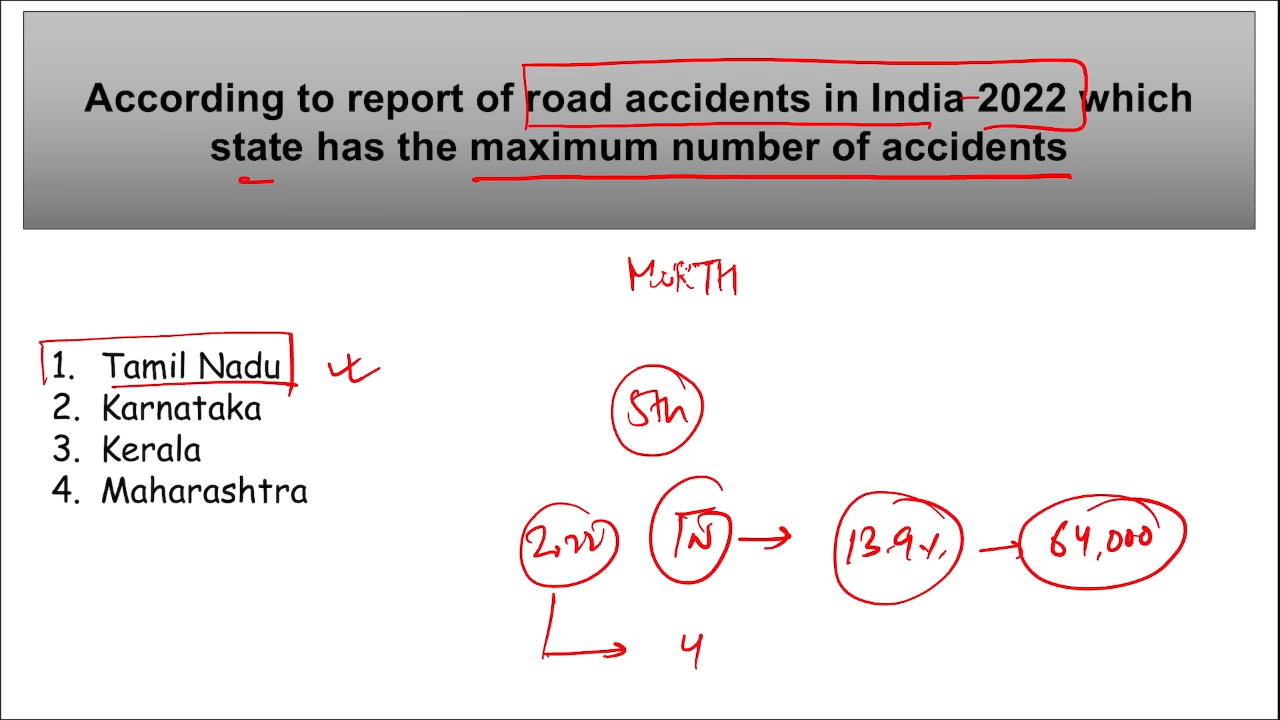 According to report of road accidents in India-2022 which
state has the maximum number of accidents
MORTH
1. Tamil Nadu
2. Karnataka
3. Kerala
4. Maharashtra
5th
2022 TN → 13.9%. → 64,000
4